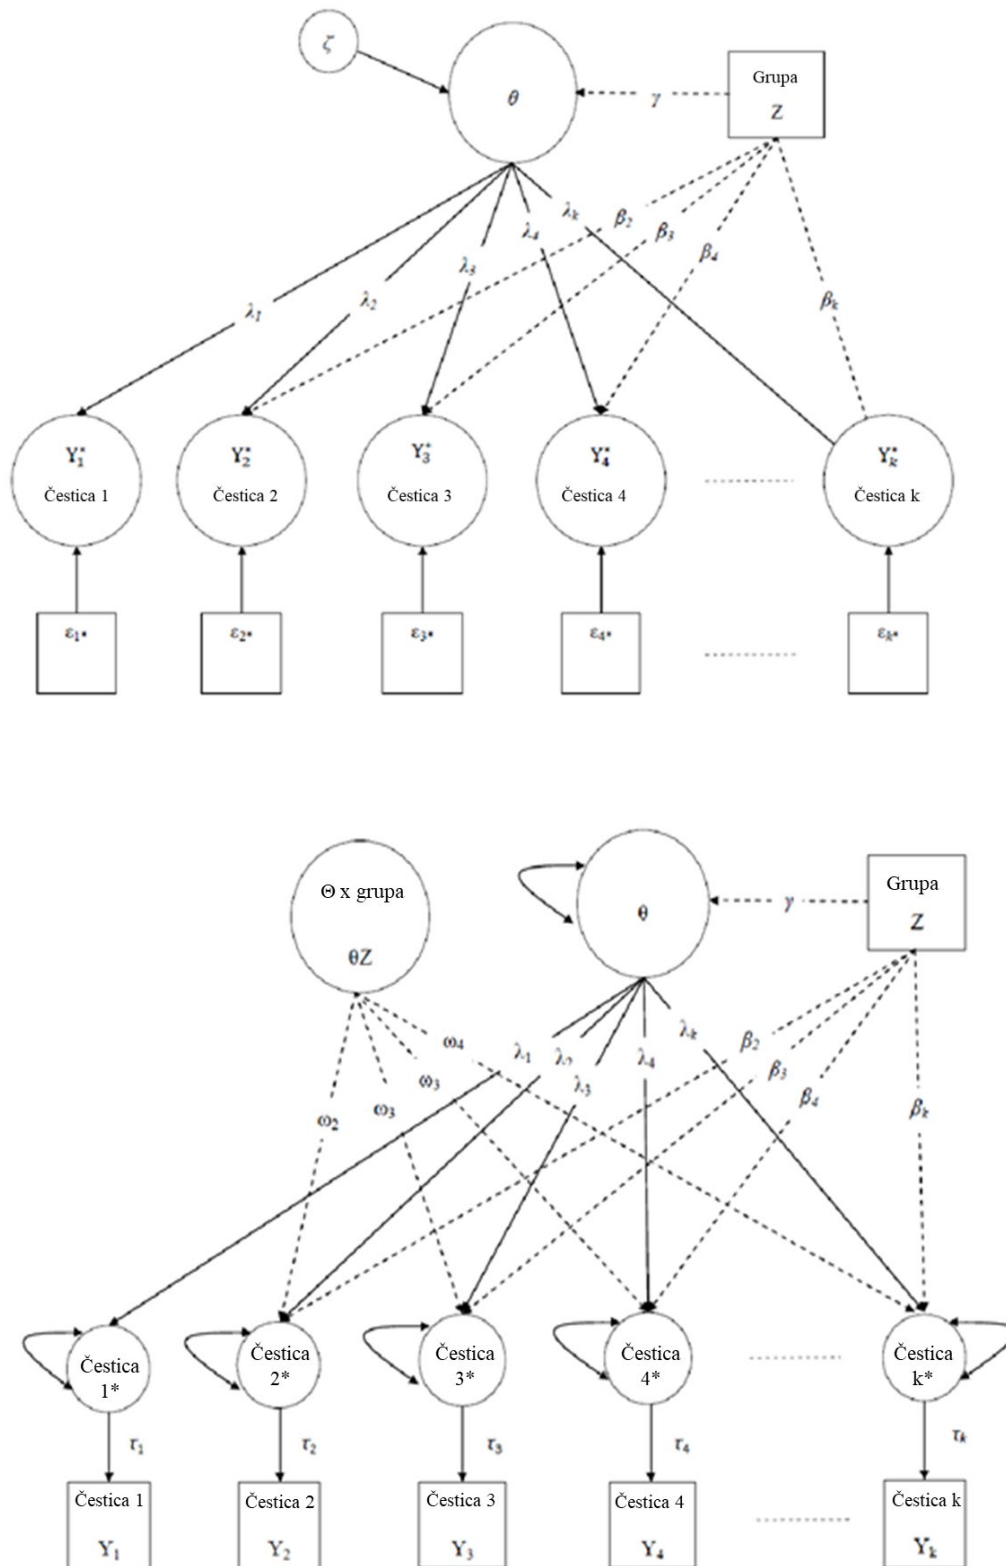 ζ
θ
γ
Grupa
Z
λ₁
λ₂
λ₃
λ₄
λₖ
β₂
β₃
β₄
βₖ
Y₁*
Čestica 1
Y₂*
Čestica 2
Y₃*
Čestica 3
Y₄*
Čestica 4
Yₖ*
Čestica k
ε₁*
ε₂*
ε₃*
ε₄*
εₖ*
Θ x grupa
θZ
θ
γ
Grupa
Z
ω₂
ω₃
ω₃
ω₄
λ₁
λ₂
λ₃
λ₄
λₖ
β₂
β₃
β₄
βₖ
Čestica
1*
Čestica
2*
Čestica
3*
Čestica
4*
Čestica
k*
τ₁
τ₂
τ₃
τ₄
τₖ
Čestica 1
Y₁
Čestica 2
Y₂
Čestica 3
Y₃
Čestica 4
Y₄
Čestica k
Yₖ